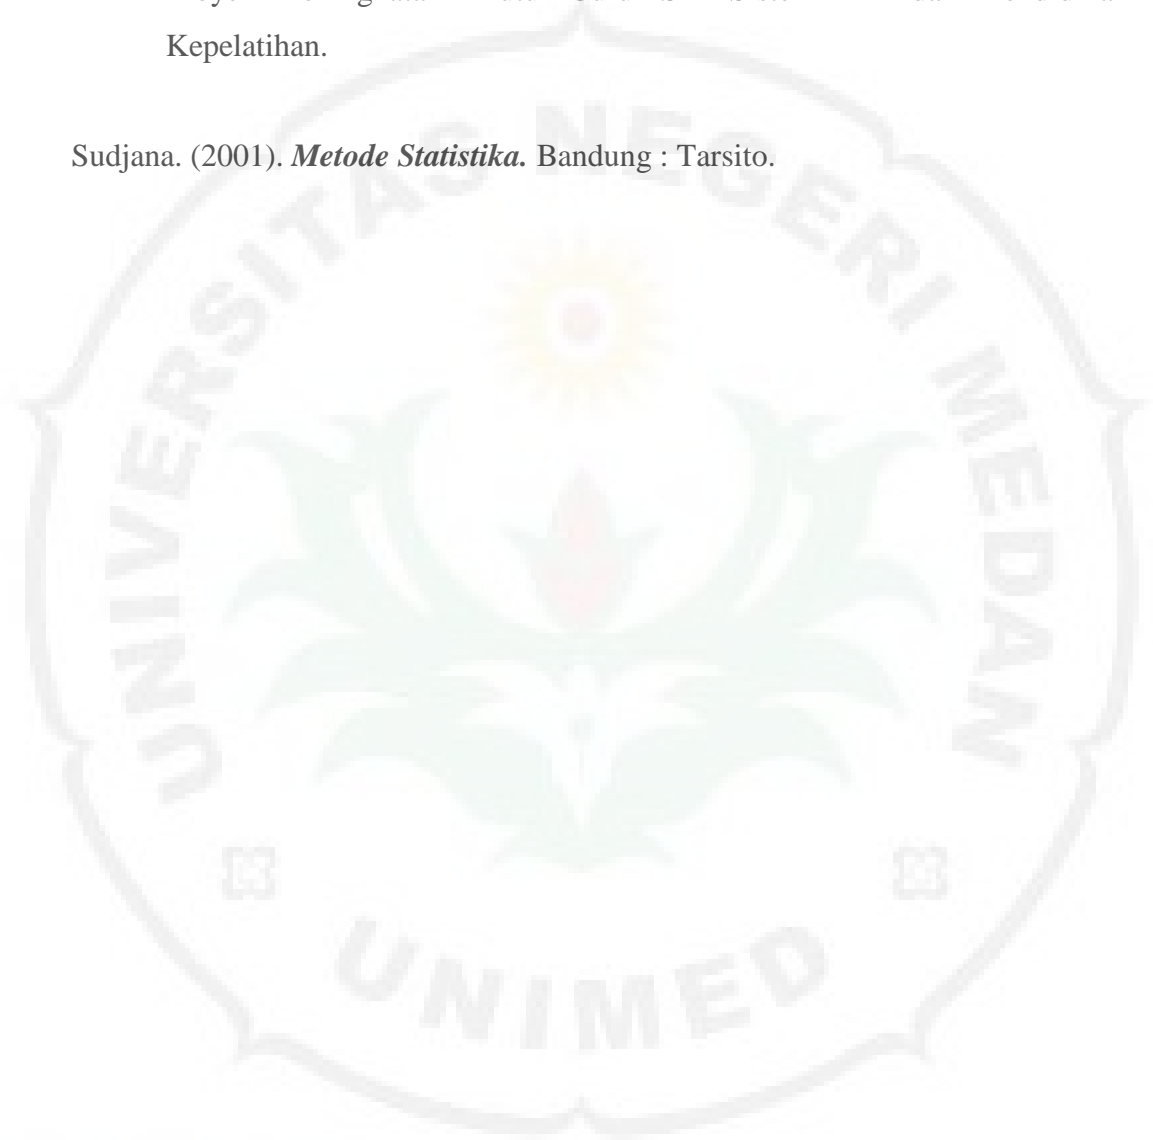 Kepelatihan.
Sudjana. (2001). Metode Statistika. Bandung : Tarsito.
UNIVERSITAS NEGERI MEDAN
UNIMED